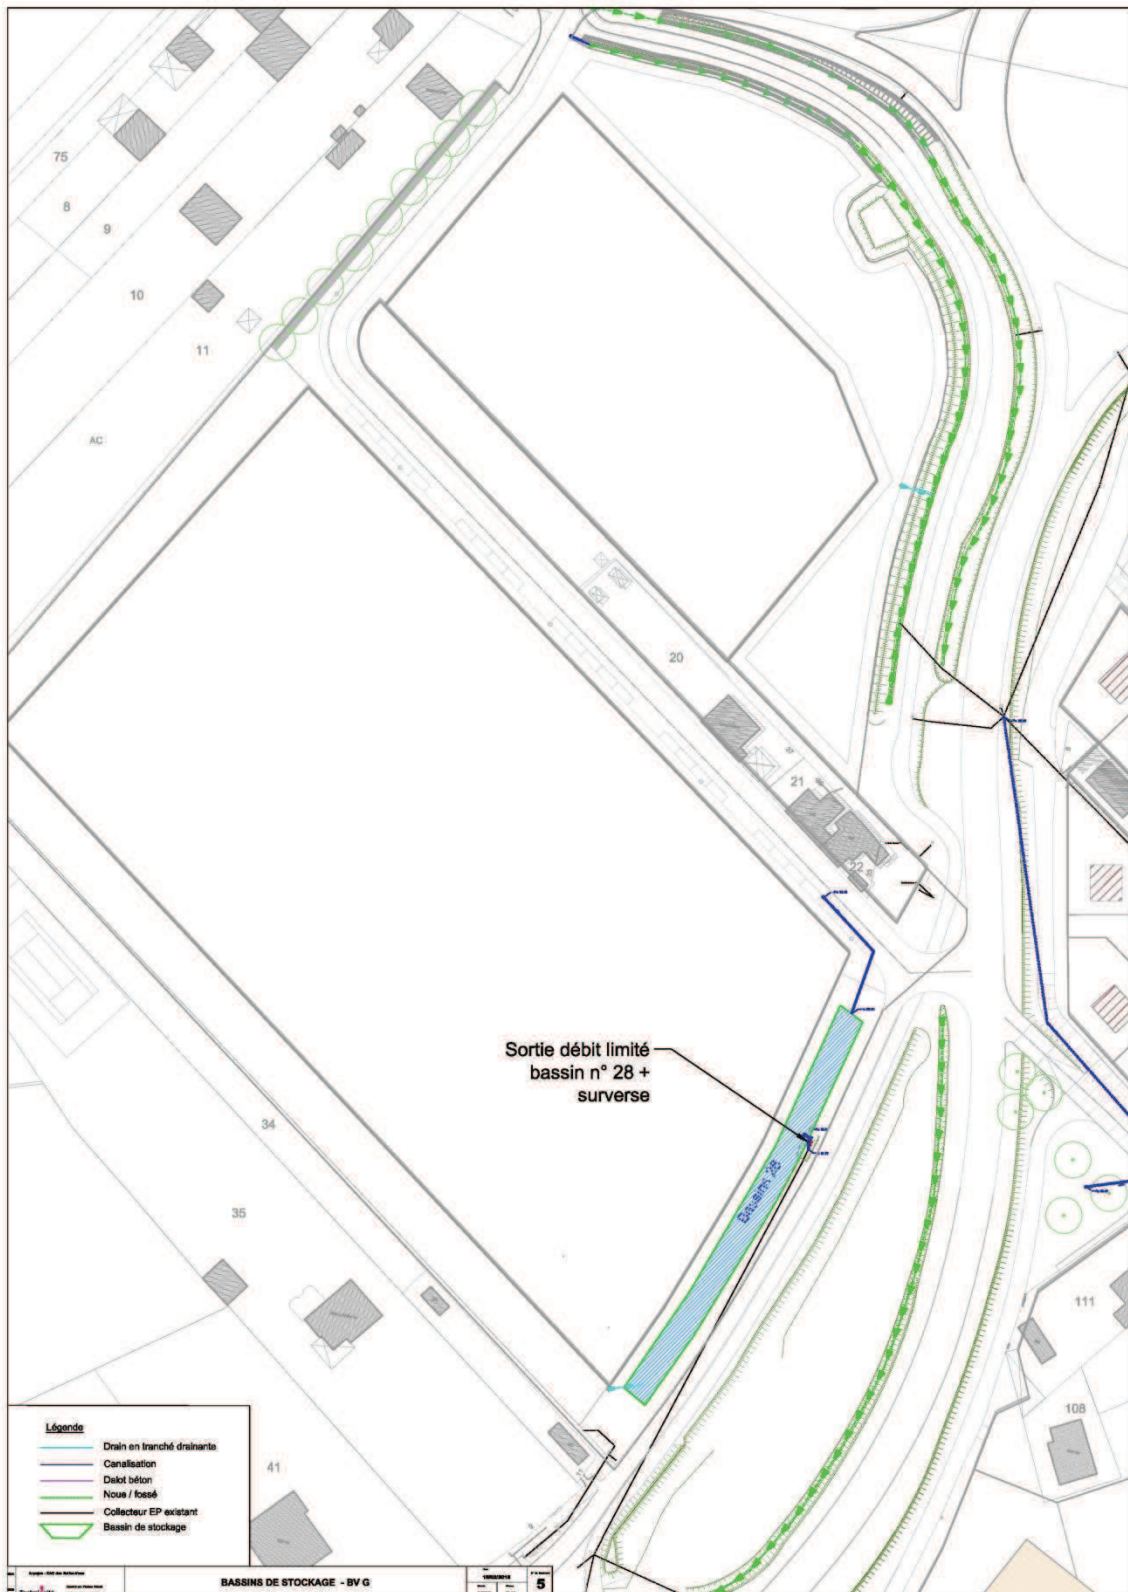 75
8
9
10
11
AC
20
21
22
Sortie débit limité
bassin n° 28 +
surverse
Bassin 28
34
35
41
111
108
Légende
Drain en tranché drainante
Canalisation
Dalot béton
Noue / fossé
Collecteur EP existant
Bassin de stockage
BASSINS DE STOCKAGE - BV G
5